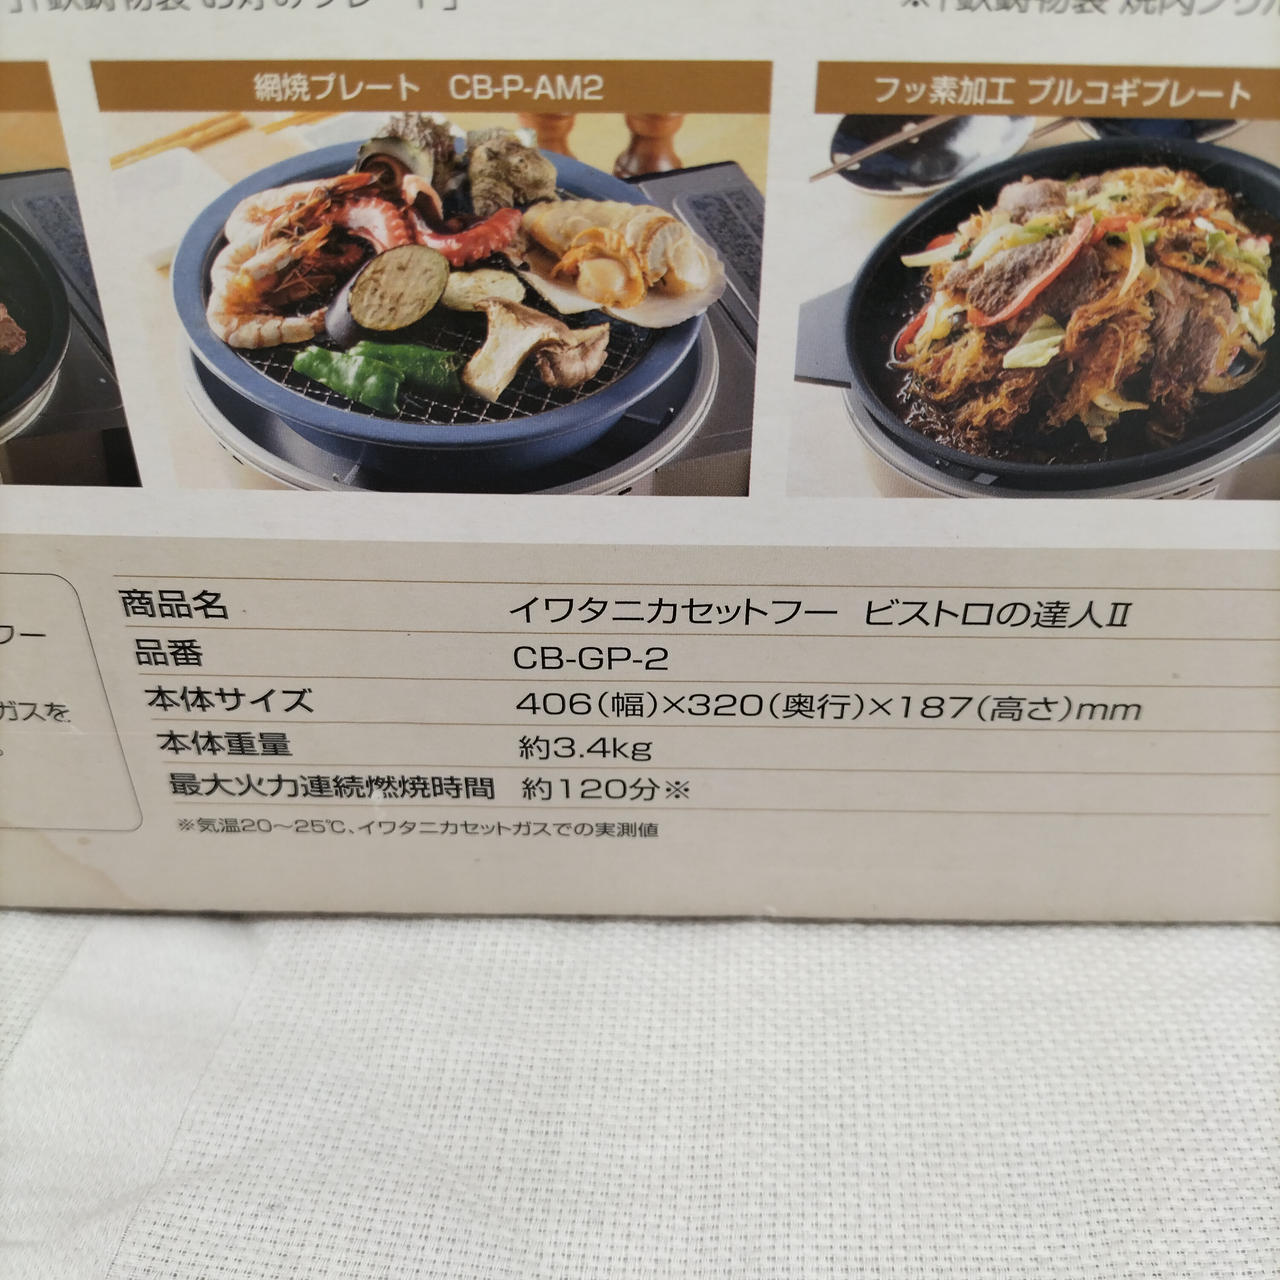 網焼プレート CB-P-AM2
フッ素加工 プルコギプレート
商品名 イワタニカセットフー ビストロの達人Ⅱ
品番 CB-GP-2
本体サイズ 406(幅)×320(奥行)×187(高さ)mm
本体重量 約3.4kg
最大火力連続燃焼時間 約120分※
※気温20〜25℃、イワタニカセットガスでの実測値
フー
ガスを
。